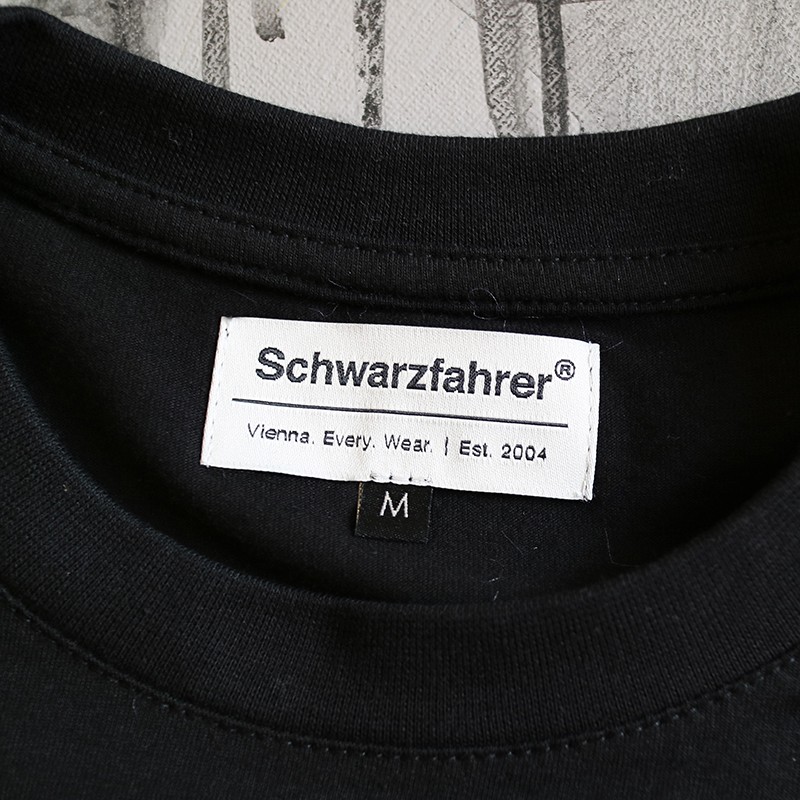 Schwarzfahrer®
Vienna. Every. Wear. | Est. 2004
M